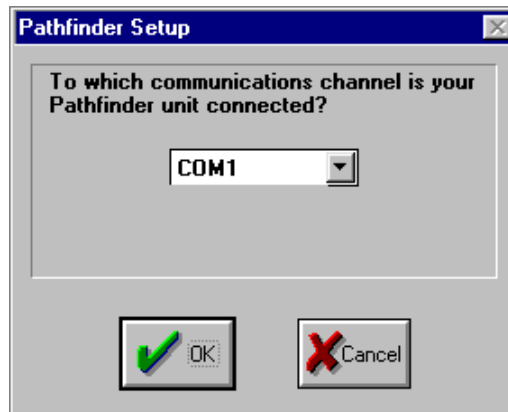 Pathfinder Setup
To which communications channel is your
Pathfinder unit connected?
COM1
OK
Cancel